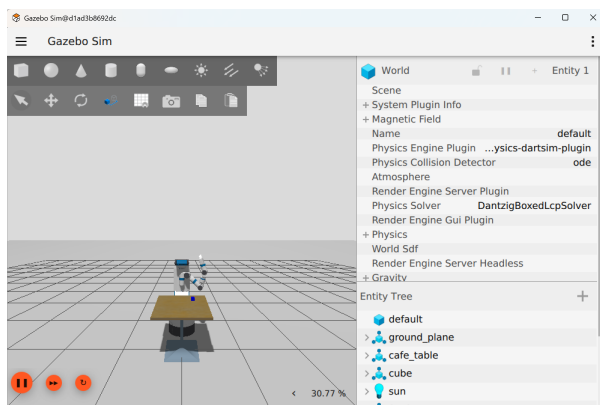 Gazebo Sim@d1ad3b8692dc
Gazebo Sim
World
Entity 1
Scene
+ System Plugin Info
+ Magnetic Field
Name default
Physics Engine Plugin ...ysics-dartsim-plugin
Physics Collision Detector ode
Atmosphere
Render Engine Server Plugin
Physics Solver DantzigBoxedLcpSolver
Render Engine Gui Plugin
+ Physics
World Sdf
Render Engine Server Headless
+ Gravity
Entity Tree
default
ground_plane
cafe_table
cube
sun
30.77 %